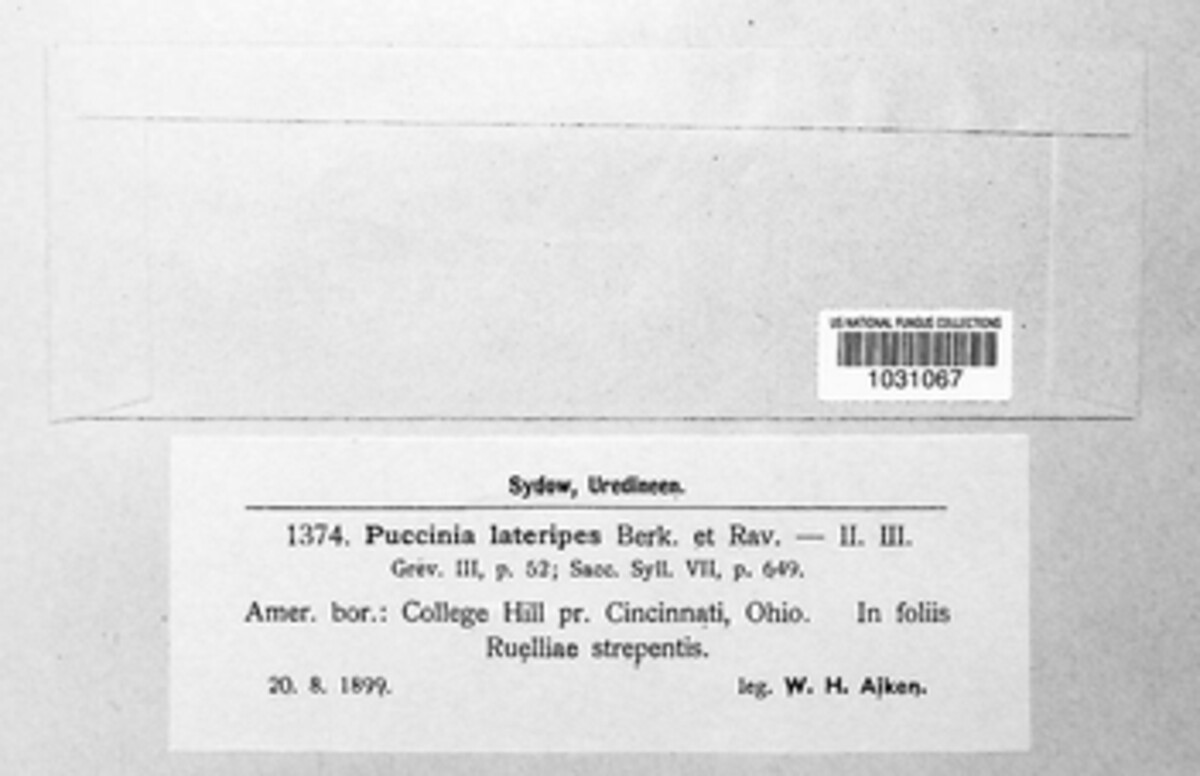 US NATIONAL FUNGUS COLLECTIONS
1031067
Sydow, Uredineen.
1374. Puccinia lateripes Berk. et Rav. — II. III.
Grev. III, p. 52; Sacc. Syll. VII, p. 649.
Amer. bor.: College Hill pr. Cincinnati, Ohio. In foliis
Ruelliae strepentis.
20. 8. 1899. leg. W. H. Aiken.